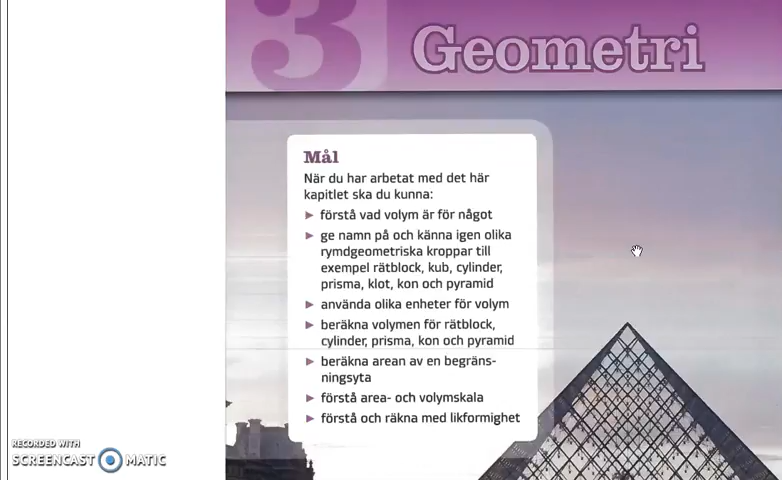 3 Geometri
Mål
När du har arbetat med det här
kapitlet ska du kunna:
► förstå vad volym är för något
► ge namn på och känna igen olika
rymdgeometriska kroppar till
exempel rätblock, kub, cylinder,
prisma, klot, kon och pyramid
► använda olika enheter för volym
► beräkna volymen för rätblock,
cylinder, prisma, kon och pyramid
► beräkna arean av en begräns-
ningsyta
► förstå area- och volymskala
► förstå och räkna med likformighet
RECORDED WITH
SCREENCAST MATIC